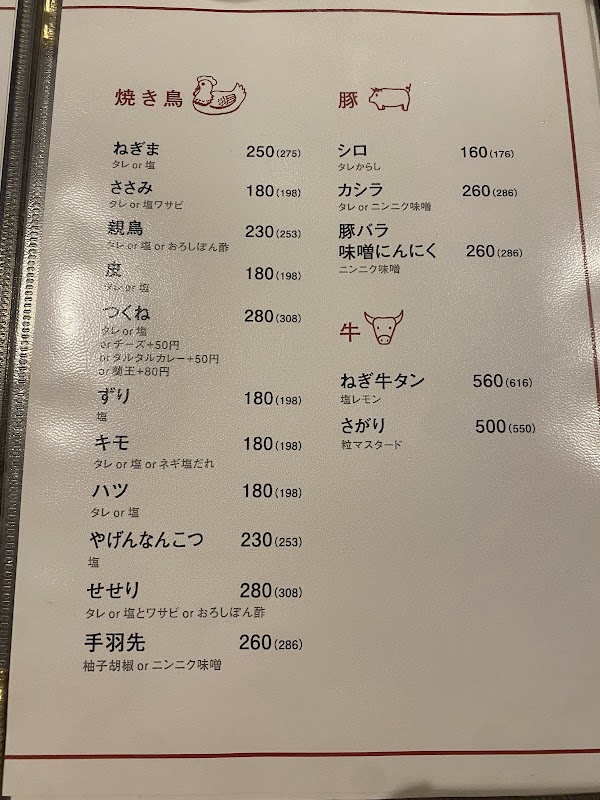 焼き鳥
ねぎま 250(275)
タレ or 塩
ささみ 180(198)
タレ or 塩ワサビ
親鳥 230(253)
タレ or 塩 or おろしぽん酢
皮 180(198)
タレ or 塩
つくね 280(308)
タレ or 塩
or チーズ+50円
or タルタルカレー+50円
or 蘭王+80円
ずり 180(198)
塩
キモ 180(198)
タレ or 塩 or ネギ塩だれ
ハツ 180(198)
タレ or 塩
やげんなんこつ 230(253)
塩
せせり 280(308)
タレ or 塩とワサビ or おろしぽん酢
手羽先 260(286)
柚子胡椒 or ニンニク味噌
豚
シロ 160(176)
タレからし
カシラ 260(286)
タレ or ニンニク味噌
豚バラ
味噌にんにく 260(286)
ニンニク味噌
牛
ねぎ牛タン 560(616)
塩レモン
さがり 500(550)
粒マスタード